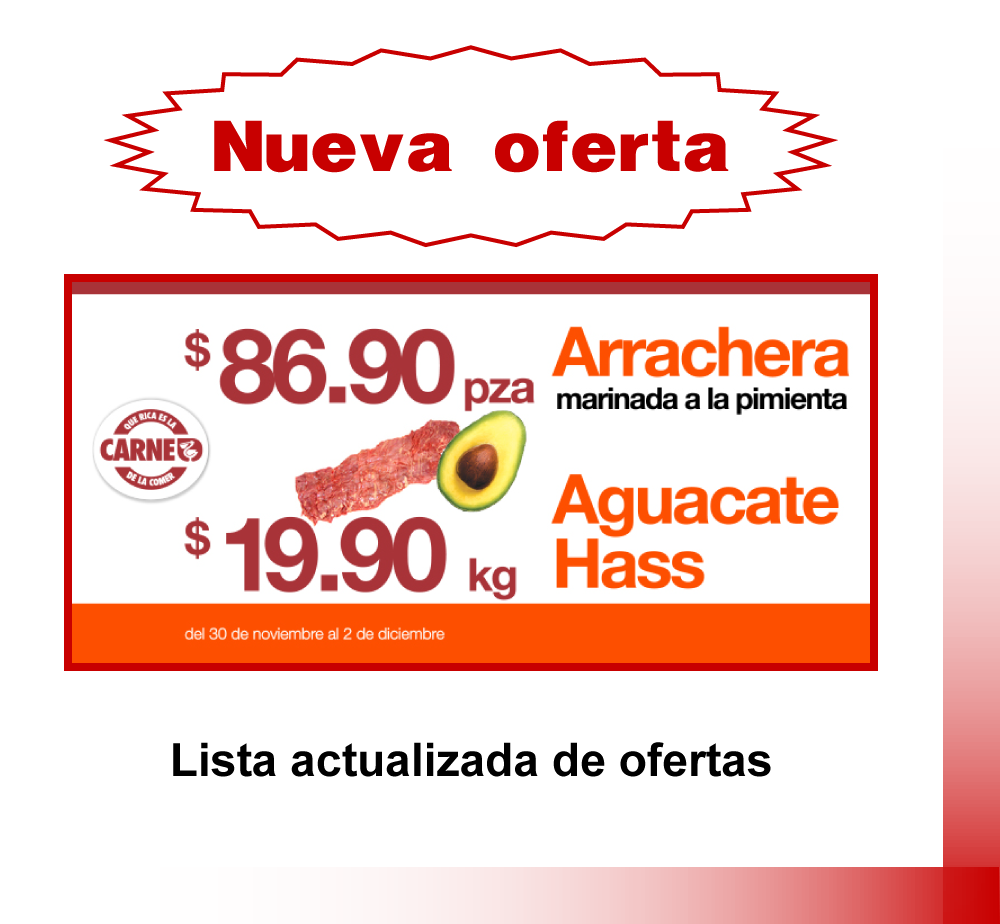 Nueva oferta
$ 86.90 pza
Arrachera
marinada a la pimienta
QUE RICA ES LA
CARNE
DE LA COMER
$ 19.90 kg
Aguacate
Hass
del 30 de noviembre al 2 de diciembre
Lista actualizada de ofertas